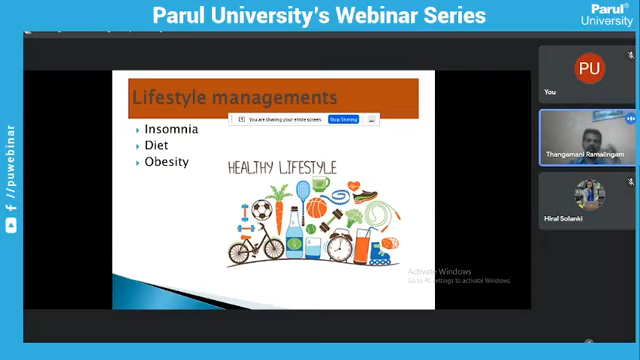 Parul University's Webinar Series
Parul®
University
/puwebinar
Lifestyle managements
You are sharing your entire screen.
Stop Sharing
Insomnia
Diet
Obesity
HEALTHY LIFESTYLE
Activate Windows
Go to PC settings to activate Windows.
PU
You
Thangamani Ramalingam
Hiral Solanki